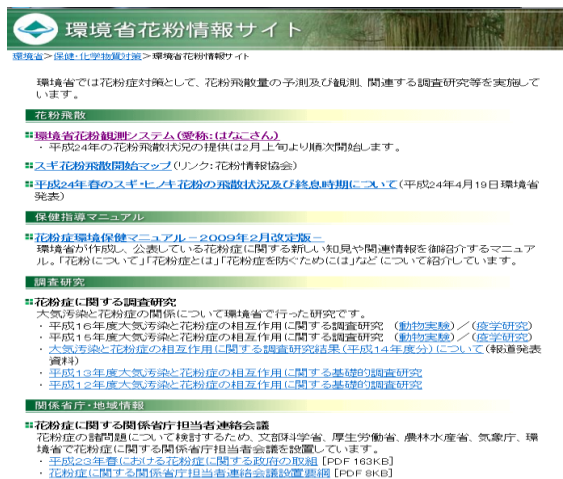 環境省花粉情報サイト
環境省>保健・化学物質対策>環境省花粉情報サイト
環境省では花粉症対策として、花粉飛散量の予測及び観測、関連する調査研究等を実施して
います。
花粉飛散
環境省花粉観測システム(愛称:はなこさん)
・平成24年の花粉飛散状況の提供は2月上旬より順次開始します。
スギ花粉飛散開始マップ(リンク:花粉情報協会)
平成24年春のスギ・ヒノキ花粉の飛散状況及び終息時期について(平成24年4月19日環境省
発表)
保健指導マニュアル
花粉症環境保健マニュアル－2009年2月改定版－
環境省が作成し、公表している花粉症に関する新しい知見や関連情報を御紹介するマニュア
ル。「花粉について」「花粉症とは」「花粉症を防ぐためには」などについて紹介しています。
調査研究
花粉症に関する調査研究
大気汚染と花粉症の関係について環境省で行った研究です。
・平成16年度大気汚染と花粉症の相互作用に関する調査研究 (動物実験)／(疫学研究)
・平成15年度大気汚染と花粉症の相互作用に関する調査研究 (動物実験)／(疫学研究)
・大気汚染と花粉症の相互作用に関する調査研究結果(平成14年度分)について(報道発表
資料)
・平成13年度大気汚染と花粉症の相互作用に関する基礎的調査研究
・平成12年度大気汚染と花粉症の相互作用に関する基礎的調査研究
関係省庁・地域情報
花粉症に関する関係省庁担当者連絡会議
花粉症の諸問題について検討するため、文部科学省、厚生労働省、農林水産省、気象庁、環
境省で花粉症に関する関係省庁担当者会議を設置しています。
・平成23年春における花粉症に関する政府の取組 [PDF 163KB]
・花粉症に関する関係省庁担当者連絡会議設置要綱 [PDF 8KB]